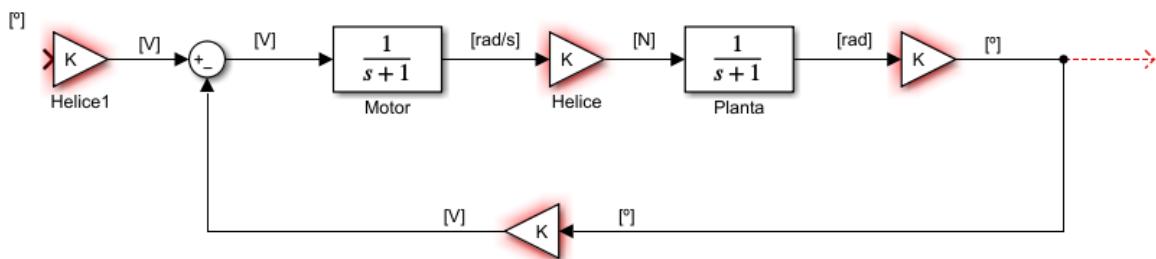 [º]
K
Helice1
[V]
+
-
[V]
1
s + 1
Motor
[rad/s]
K
Helice
[N]
1
s + 1
Planta
[rad]
K
[º]
[V]
K
[º]